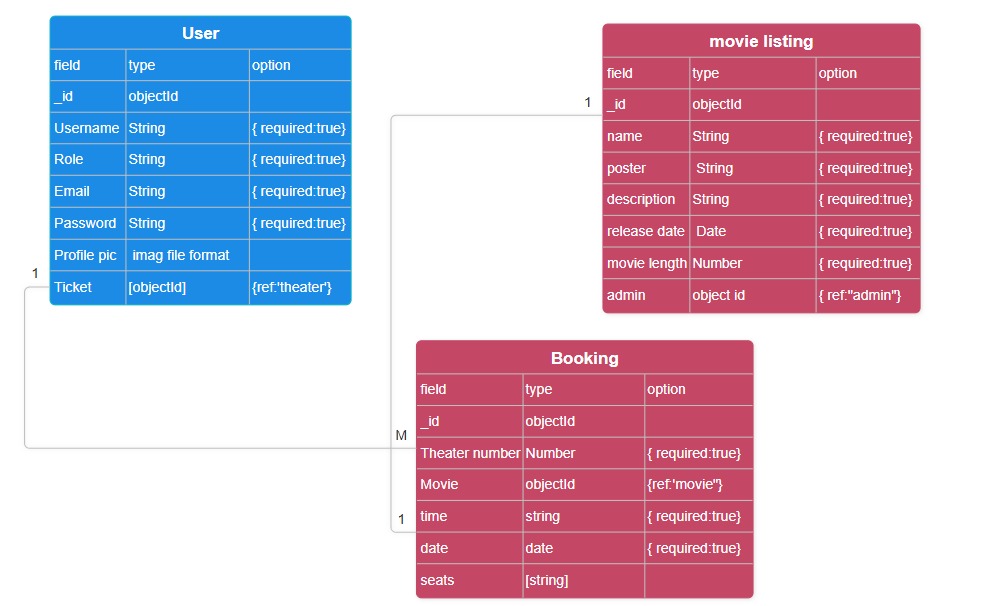 User
field type option
_id objectId
Username String { required:true}
Role String { required:true}
Email String { required:true}
Password String { required:true}
Profile pic imag file format
1
Ticket [objectId] {ref:'theater'}
movie listing
field type option
1
_id objectId
name String { required:true}
poster String { required:true}
description String { required:true}
release date Date { required:true}
movie length Number { required:true}
admin object id { ref:"admin"}
Booking
field type option
_id objectId
M
Theater number Number { required:true}
Movie objectId {ref:'movie"}
1
time string { required:true}
date date { required:true}
seats [string]